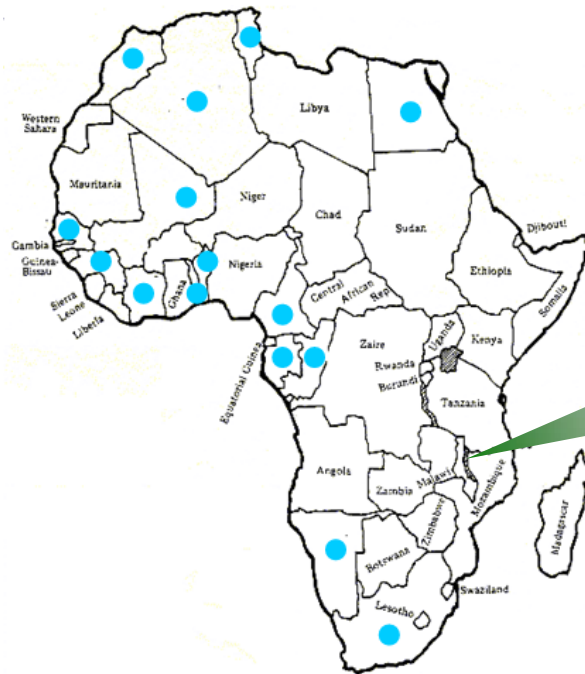 Western
Sahara
Mauritania
Libya
Niger
Chad
Sudan
Djibouti
Gambia
Guinea-
Bissau
Sierra
Leone
Liberia
Ghana
Nigeria
Central
African
Rep
Ethiopia
Somalia
Equatorial Guinea
Zaire
Uganda
Kenya
Rwanda
Burundi
Tanzania
Angola
Zambia
Malawi
Mozambique
Zimbabwe
Botswana
Madagascar
Swaziland
Lesotho